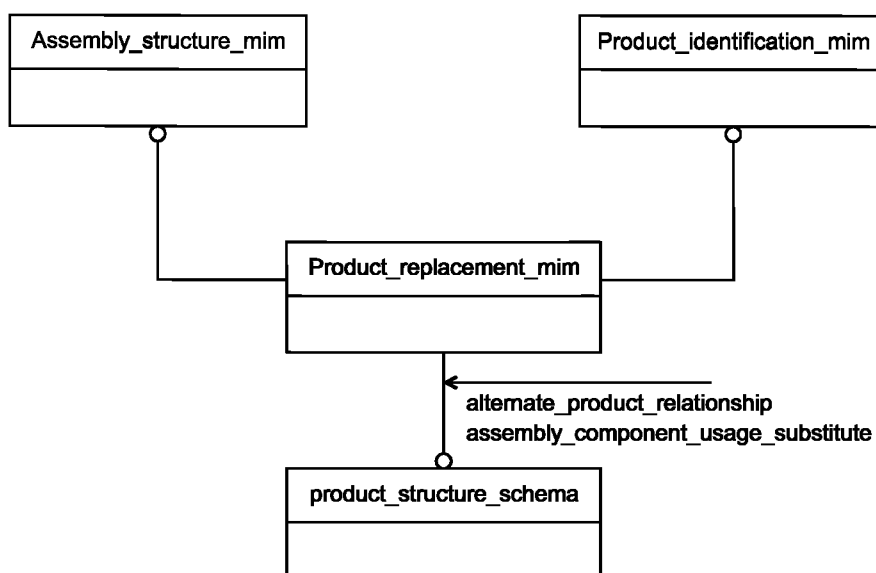 Assembly_structure_mim
Product_identification_mim
Product_replacement_mim
alternate_product_relationship
assembly_component_usage_substitute
product_structure_schema